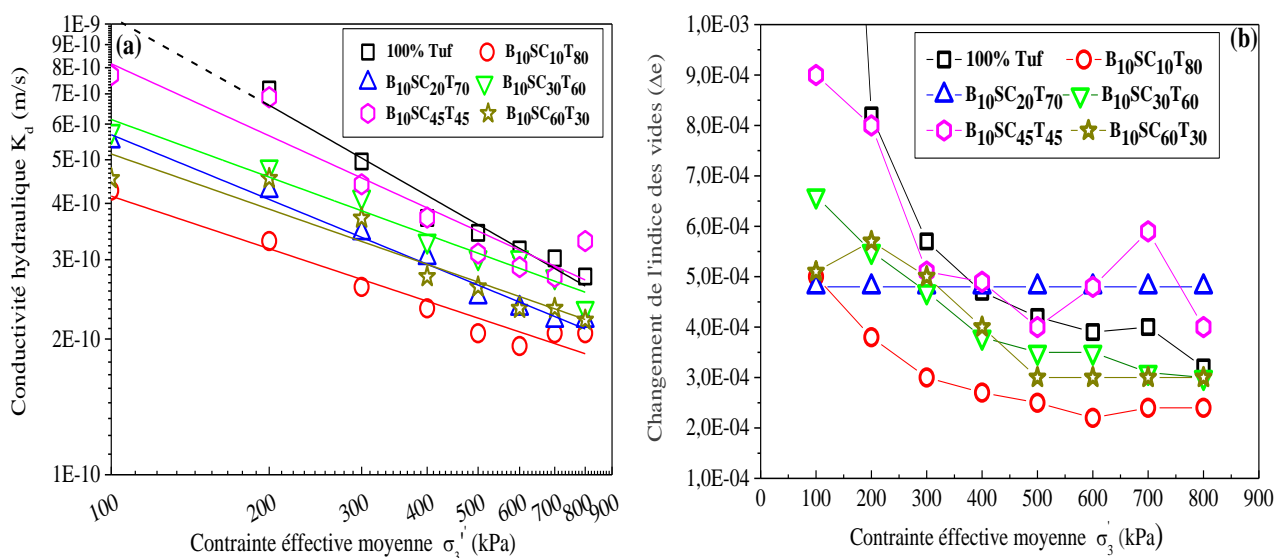 (a)
100% Tuf
B10SC10T80
B10SC20T70
B10SC30T60
B10SC45T45
B10SC60T30
Conductivité hydraulique Kd (m/s)
1E-9
9E-10
8E-10
7E-10
6E-10
5E-10
4E-10
3E-10
2E-10
1E-10
100 200 300 400 500 600 700 800 900
Contrainte éffective moyenne σ3' (kPa)
(b)
100% Tuf
B10SC10T80
B10SC20T70
B10SC30T60
B10SC45T45
B10SC60T30
Changement de l'indice des vides (Δe)
1,0E-03
9,0E-04
8,0E-04
7,0E-04
6,0E-04
5,0E-04
4,0E-04
3,0E-04
2,0E-04
1,0E-04
0 100 200 300 400 500 600 700 800 900
Contrainte éffective moyenne σ3' (kPa)